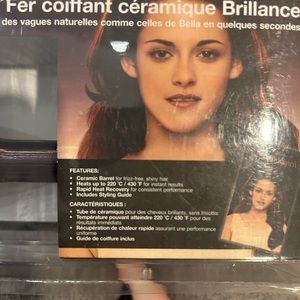 Fer coiffant céramique Brillance
des vagues naturelles comme celles de Bella en quelques secondes
FEATURES:
• Ceramic Barrel for frizz-free, shiny hair
• Heats up to 220 °C / 430 °F for instant results
• Rapid Heat Recovery for consistent performance
• Includes Styling Guide
CARACTÉRISTIQUES :
• Tube de céramique pour des cheveux brillants, sans frisottis
• Température pouvant atteindre 220 °C / 430 °F pour des
résultats immédiats
• Récupération de chaleur rapide assurant une performance
uniforme
• Guide de coiffure inclus